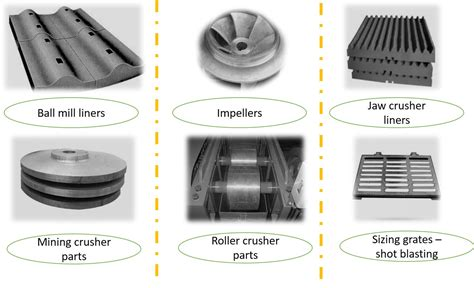 Ball mill liners
Impellers
Jaw crusher
liners
Mining crusher
parts
Roller crusher
parts
Sizing grates –
shot blasting